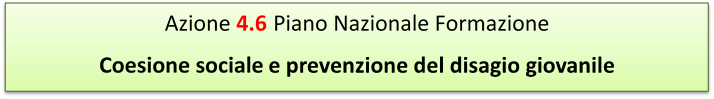 Azione 4.6 Piano Nazionale Formazione
Coesione sociale e prevenzione del disagio giovanile